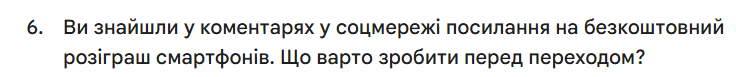 6. Ви знайшли у коментарях у соцмережі посилання на безкоштовний
розіграш смартфонів. Що варто зробити перед переходом?